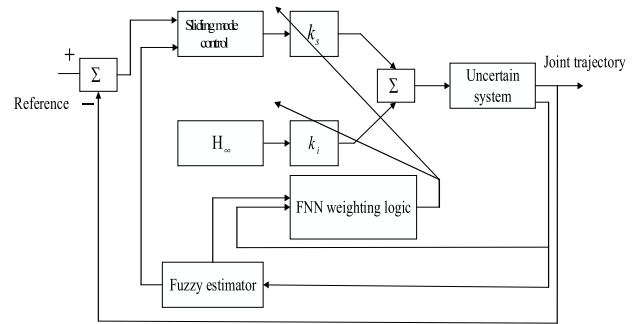 Sliding mode
control
k_s
+
Σ
Reference
−
Σ
Uncertain
system
Joint trajectory
H_∞
k_i
FNN weighting logic
Fuzzy estimator